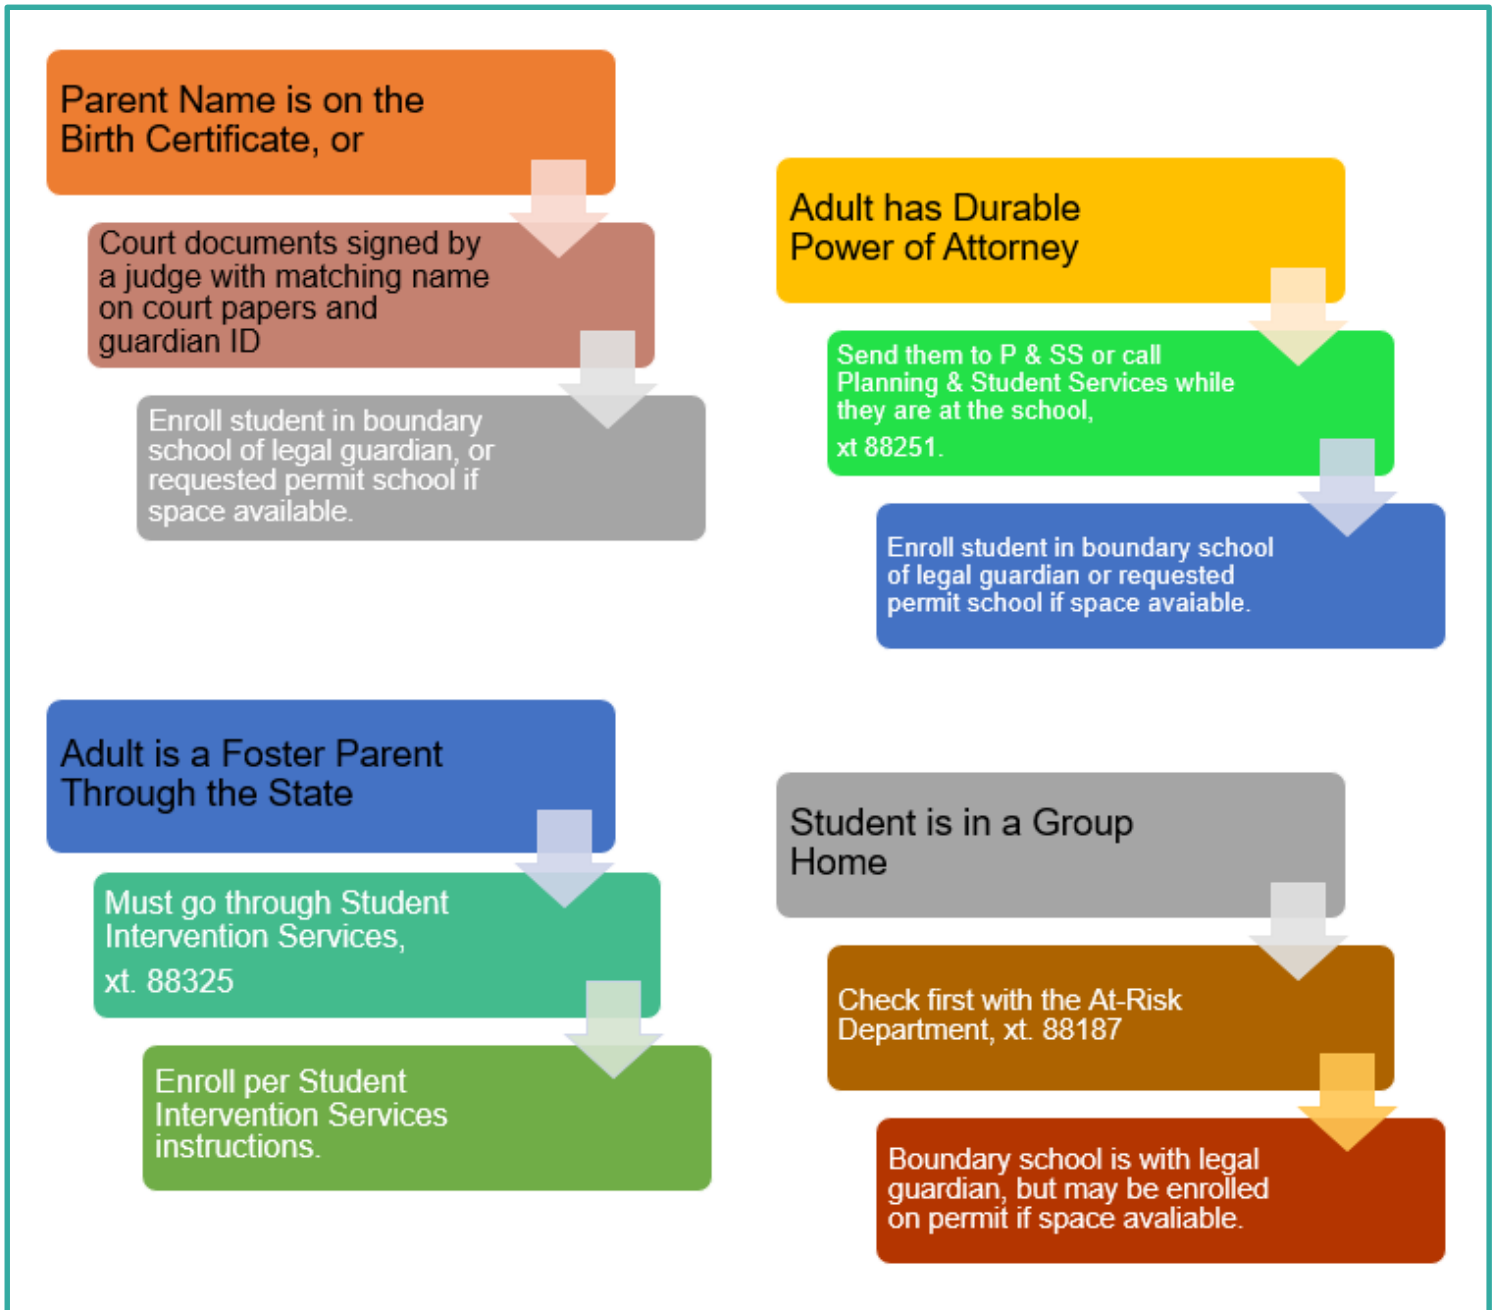 Parent Name is on the
Birth Certificate, or
Court documents signed by
a judge with matching name
on court papers and
guardian ID
Enroll student in boundary
school of legal guardian, or
requested permit school if
space available.
Adult has Durable
Power of Attorney
Send them to P & SS or call
Planning & Student Services while
they are at the school,
xt 88251.
Enroll student in boundary school
of legal guardian or requested
permit school if space avaiable.
Adult is a Foster Parent
Through the State
Must go through Student
Intervention Services,
xt. 88325
Enroll per Student
Intervention Services
instructions.
Student is in a Group
Home
Check first with the At-Risk
Department, xt. 88187
Boundary school is with legal
guardian, but may be enrolled
on permit if space avaliable.